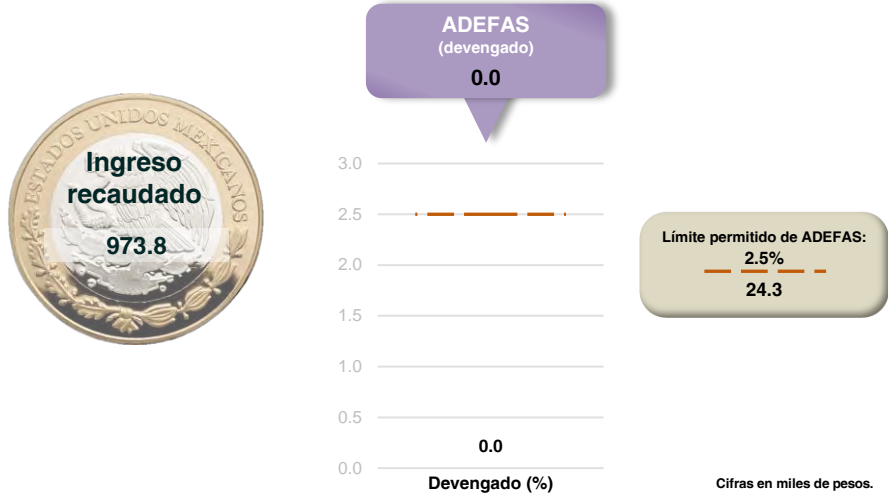 ADEFAS
(devengado)
0.0
ESTADOS UNIDOS MEXICANOS
Ingreso
recaudado
973.8
3.0
2.5
2.0
1.5
1.0
0.5
0.0
0.0
Devengado (%)
Límite permitido de ADEFAS:
2.5%
24.3
Cifras en miles de pesos.